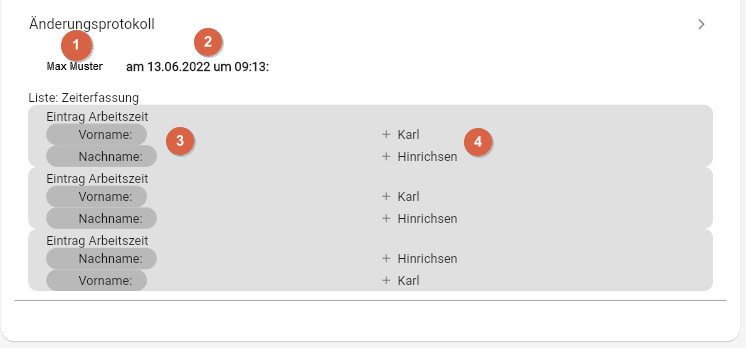 Änderungsprotokoll
1 2
Max Muster am 13.06.2022 um 09:13:
Liste: Zeiterfassung
Eintrag Arbeitszeit
Vorname: 3 + Karl 4
Nachname: + Hinrichsen
Eintrag Arbeitszeit
Vorname: + Karl
Nachname: + Hinrichsen
Eintrag Arbeitszeit
Nachname: + Hinrichsen
Vorname: + Karl